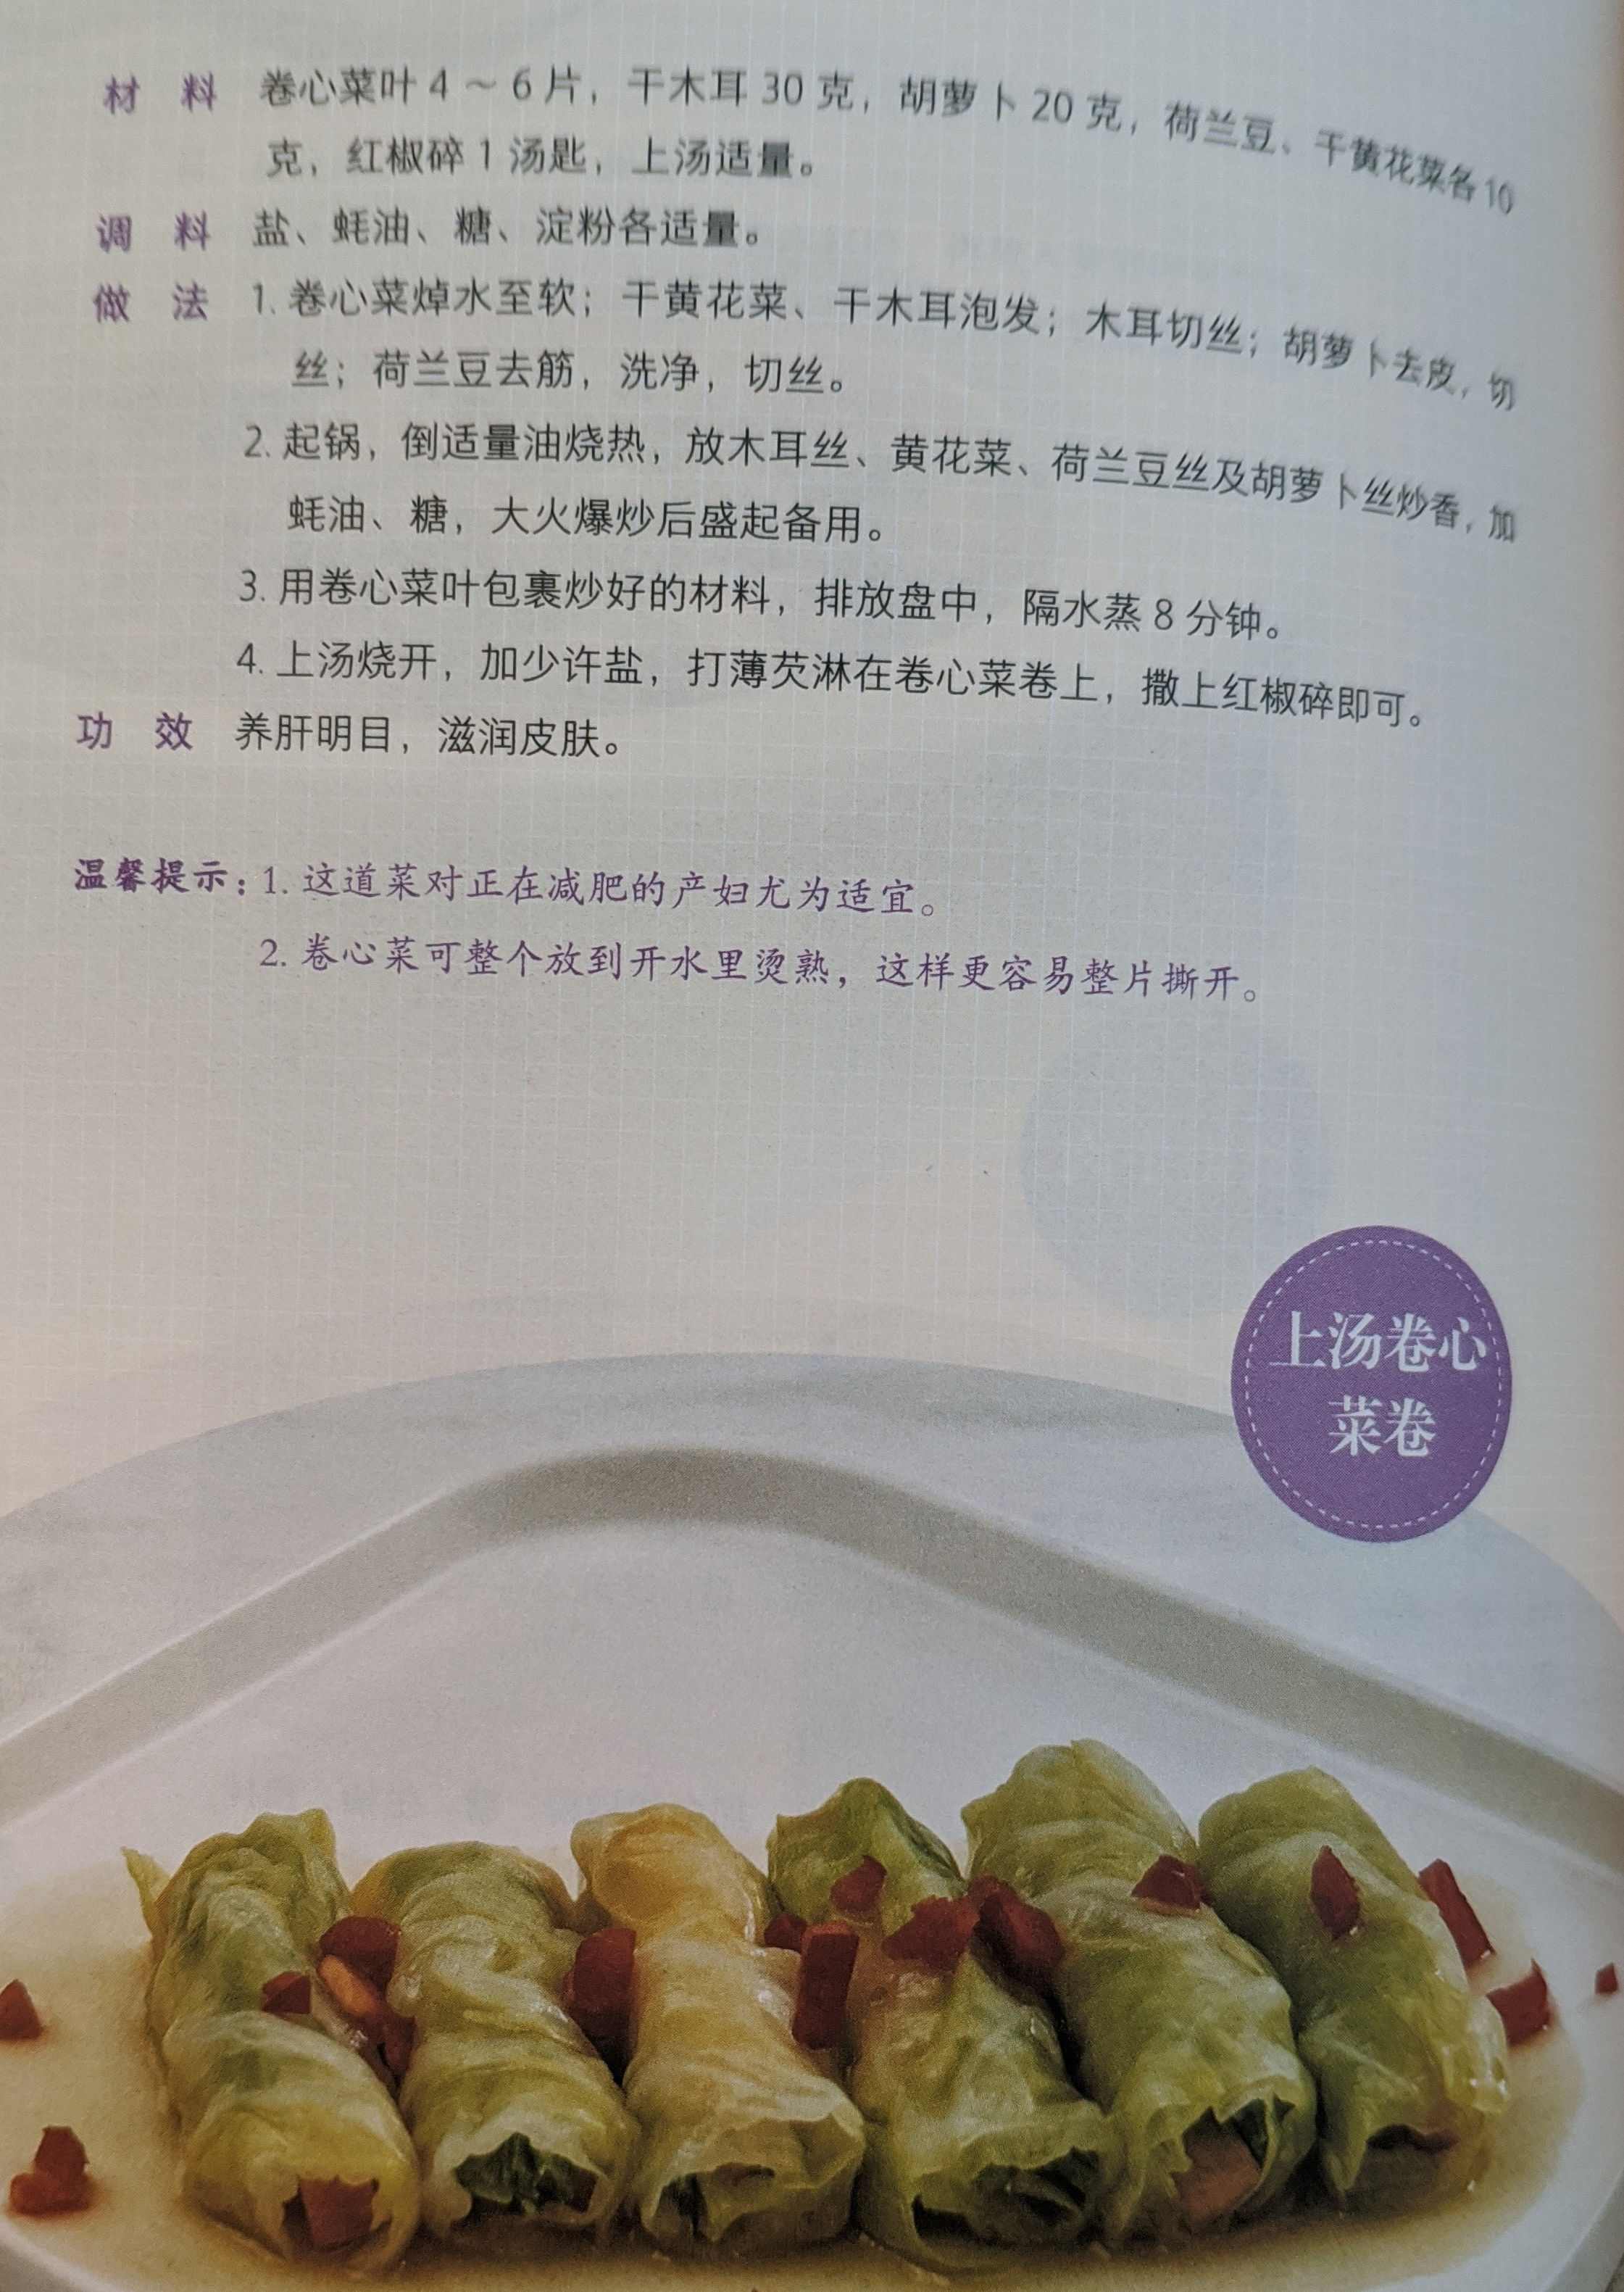 材 料 卷心菜叶 4 ~ 6 片，干木耳 30 克，胡萝卜 20 克，荷兰豆、干黄花菜各 10
克，红椒碎 1 汤匙，上汤适量。
调 料 盐、蚝油、糖、淀粉各适量。
做 法 1. 卷心菜焯水至软；干黄花菜、干木耳泡发；木耳切丝；胡萝卜去皮，切
丝；荷兰豆去筋，洗净，切丝。
2. 起锅，倒适量油烧热，放木耳丝、黄花菜、荷兰豆丝及胡萝卜丝炒香，加
蚝油、糖，大火爆炒后盛起备用。
3. 用卷心菜叶包裹炒好的材料，排放盘中，隔水蒸 8 分钟。
4. 上汤烧开，加少许盐，打薄芡淋在卷心菜卷上，撒上红椒碎即可。
功 效 养肝明目，滋润皮肤。
温馨提示：1. 这道菜对正在减肥的产妇尤为适宜。
2. 卷心菜可整个放到开水里烫熟，这样更容易整片撕开。
上汤卷心
菜卷